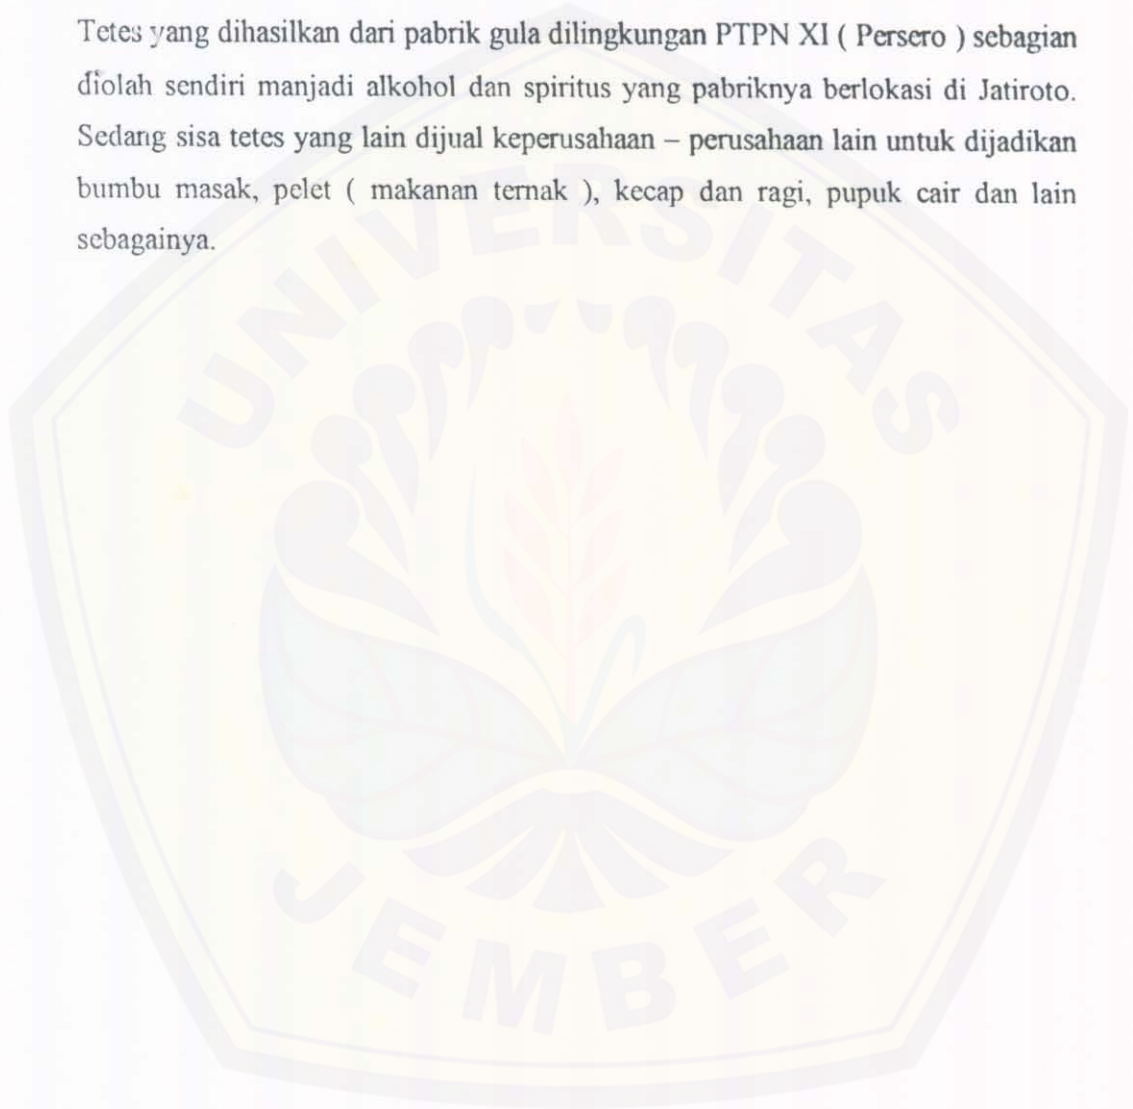 Tetes yang dihasilkan dari pabrik gula dilingkungan PTPN XI ( Persero ) sebagian
diolah sendiri manjadi alkohol dan spiritus yang pabriknya berlokasi di Jatiroto.
Sedang sisa tetes yang lain dijual keperusahaan – perusahaan lain untuk dijadikan
bumbu masak, pelet ( makanan ternak ), kecap dan ragi, pupuk cair dan lain
sebagainya.
UNIVERSITAS
JEMBER